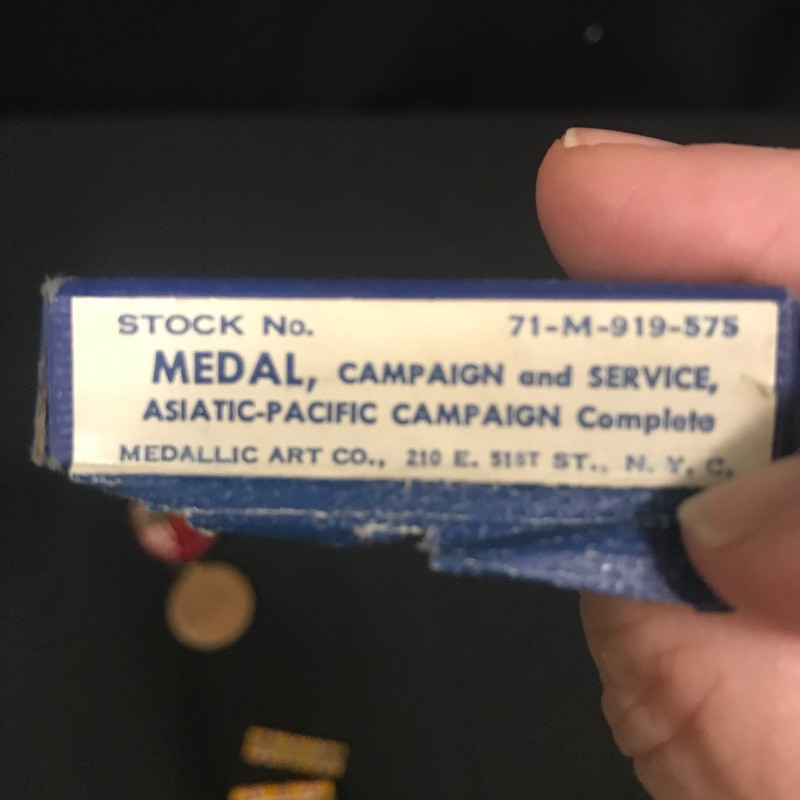 STOCK No. 71-M-919-575
MEDAL, CAMPAIGN and SERVICE,
ASIATIC-PACIFIC CAMPAIGN Complete
MEDALLIC ART CO., 210 E. 51ST ST., N. Y. C.